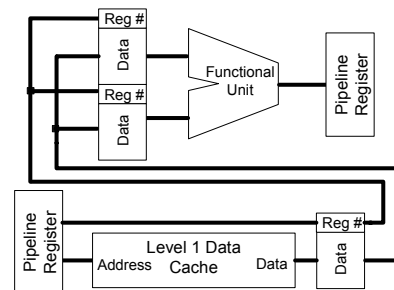 Reg #
Data
Reg #
Data
Functional
Unit
Pipeline
Register
Pipeline
Register
Level 1 Data
Cache
Address
Data
Reg #
Data